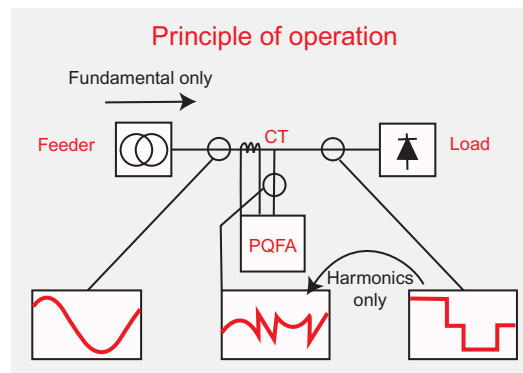 Principle of operation
Fundamental only
Feeder
CT
Load
PQFA
Harmonics
only